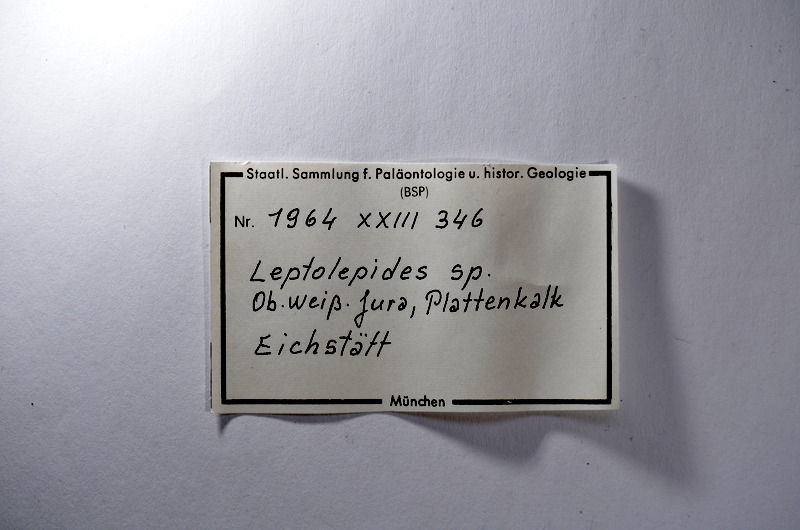 Staatl. Sammlung f. Paläontologie u. histor. Geologie
(BSP)
Nr. 1964 XXIII 346
Leptolepides sp.
Ob. Weiß. Jura, Plattenkalk
Eichstätt
München